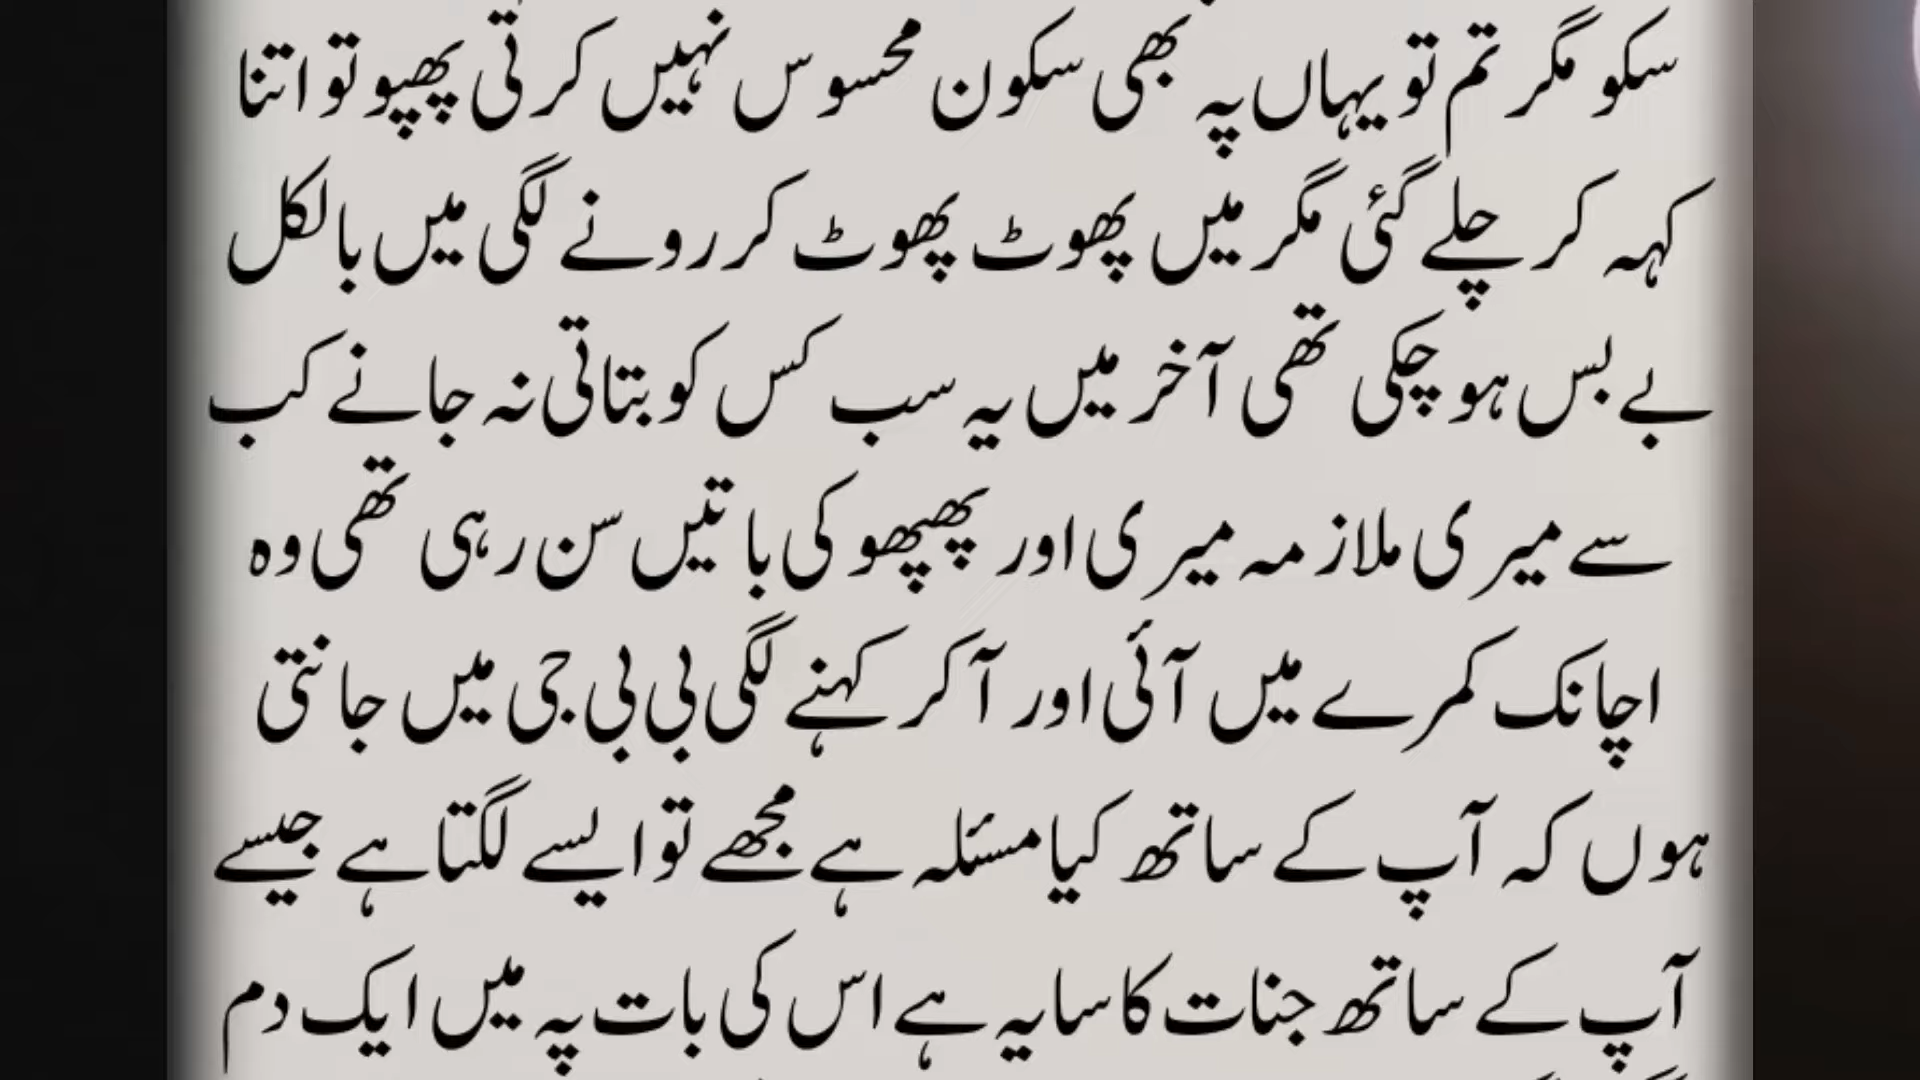 سکو مگر تم تو یہاں پہ بھی سکون محسوس نہیں کرتی پھپو تو اتنا
کہہ کر چلے گئی مگر میں پھوٹ پھوٹ کر رونے لگی میں بالکل
بے بس ہو چکی تھی آخر میں یہ سب کس کو بتاتی نہ جانے کب
سے میری ملازمہ میری اور پھپھو کی باتیں سن رہی تھی وہ
اچانک کمرے میں آئی اور آ کر کہنے لگی بی بی جی میں جانتی
ہوں کہ آپ کے ساتھ کیا مسئلہ ہے مجھے تو ایسے لگتا ہے جیسے
آپ کے ساتھ جنات کا سایہ ہے اس کی بات پہ میں ایک دم